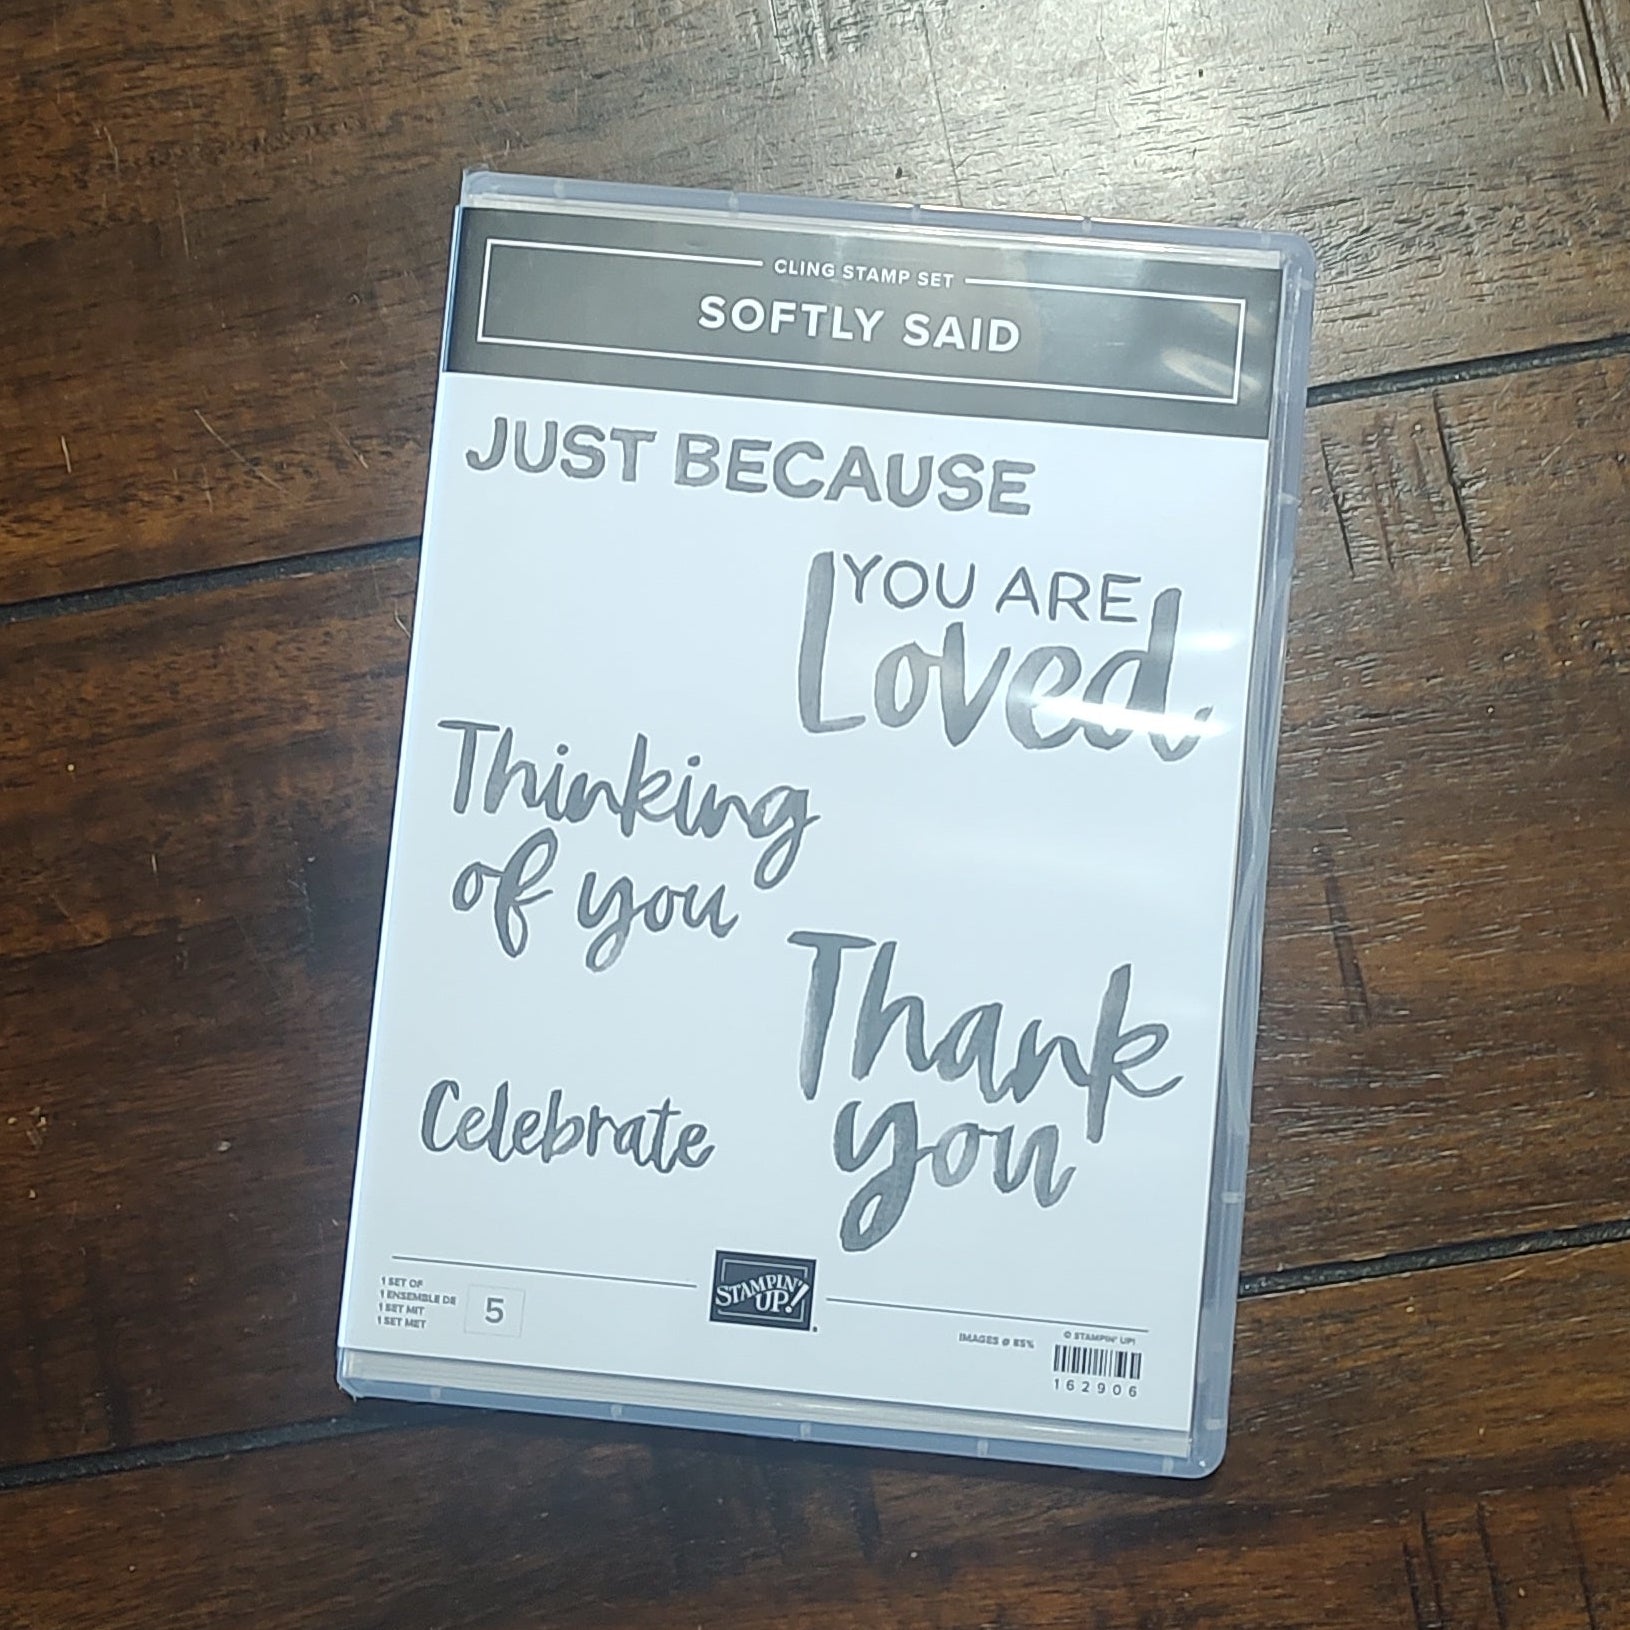 CLING STAMP SET
SOFTLY SAID
JUST BECAUSE
YOU ARE
Loved
Thinking
of you
Thank
you
Celebrate
1 SET OF
1 ENSEMBLE DE
1 SET MIT
1 SET MET
5
STAMPIN'
UP!
IMAGES @ 85%
© STAMPIN' UP!
162906